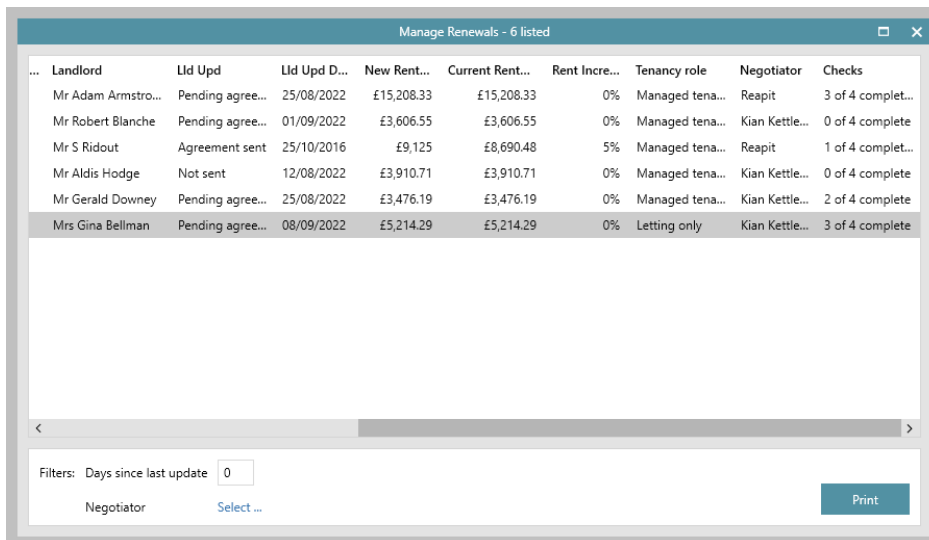 Manage Renewals - 6 listed
... Landlord Lld Upd Lld Upd D... New Rent... Current Rent... Rent Incre... Tenancy role Negotiator Checks
Mr Adam Armstro... Pending agree... 25/08/2022 £15,208.33 £15,208.33 0% Managed tena... Reapit 3 of 4 complet...
Mr Robert Blanche Pending agree... 01/09/2022 £3,606.55 £3,606.55 0% Managed tena... Kian Kettle... 0 of 4 complete
Mr S Ridout Agreement sent 25/10/2016 £9,125 £8,690.48 5% Managed tena... Reapit 1 of 4 complet...
Mr Aldis Hodge Not sent 12/08/2022 £3,910.71 £3,910.71 0% Managed tena... Kian Kettle... 0 of 4 complete
Mr Gerald Downey Pending agree... 25/08/2022 £3,476.19 £3,476.19 0% Managed tena... Kian Kettle... 2 of 4 complete
Mrs Gina Bellman Pending agree... 08/09/2022 £5,214.29 £5,214.29 0% Letting only Kian Kettle... 3 of 4 complete
Filters: Days since last update 0
Negotiator Select ...
Print